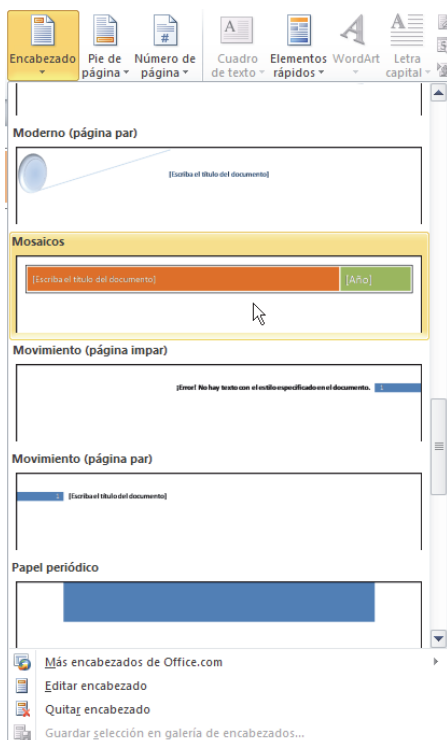 Encabezado Pie de página Número de página Cuadro de texto Elementos rápidos WordArt Letra capital
A
#
A
A
A
Moderno (página par)
[Escriba el título del documento]
Mosaicos
[Escriba el título del documento] [Año]
Movimiento (página impar)
¡Error! No hay texto con el estilo especificado en el documento. 1
Movimiento (página par)
1 [Escriba el título del documento]
Papel periódico
Más encabezados de Office.com
Editar encabezado
Quitar encabezado
Guardar selección en galería de encabezados...